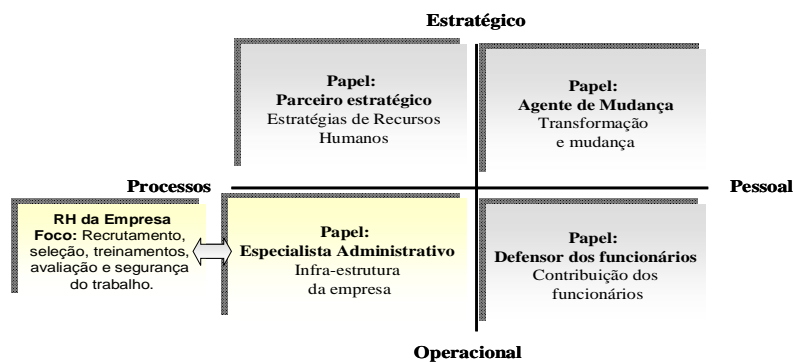 Estratégico
Papel:
Parceiro estratégico
Estratégias de Recursos
Humanos
Papel:
Agente de Mudança
Transformação
e mudança
Processos
Pessoal
RH da Empresa
Foco: Recrutamento,
seleção, treinamentos,
avaliação e segurança
do trabalho.
Papel:
Especialista Administrativo
Infra-estrutura
da empresa
Papel:
Defensor dos funcionários
Contribuição dos
funcionários
Operacional